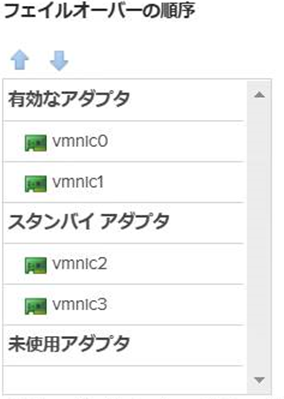 フェイルオーバーの順序
有効なアダプタ
vmnic0
vmnic1
スタンバイ アダプタ
vmnic2
vmnic3
未使用アダプタ